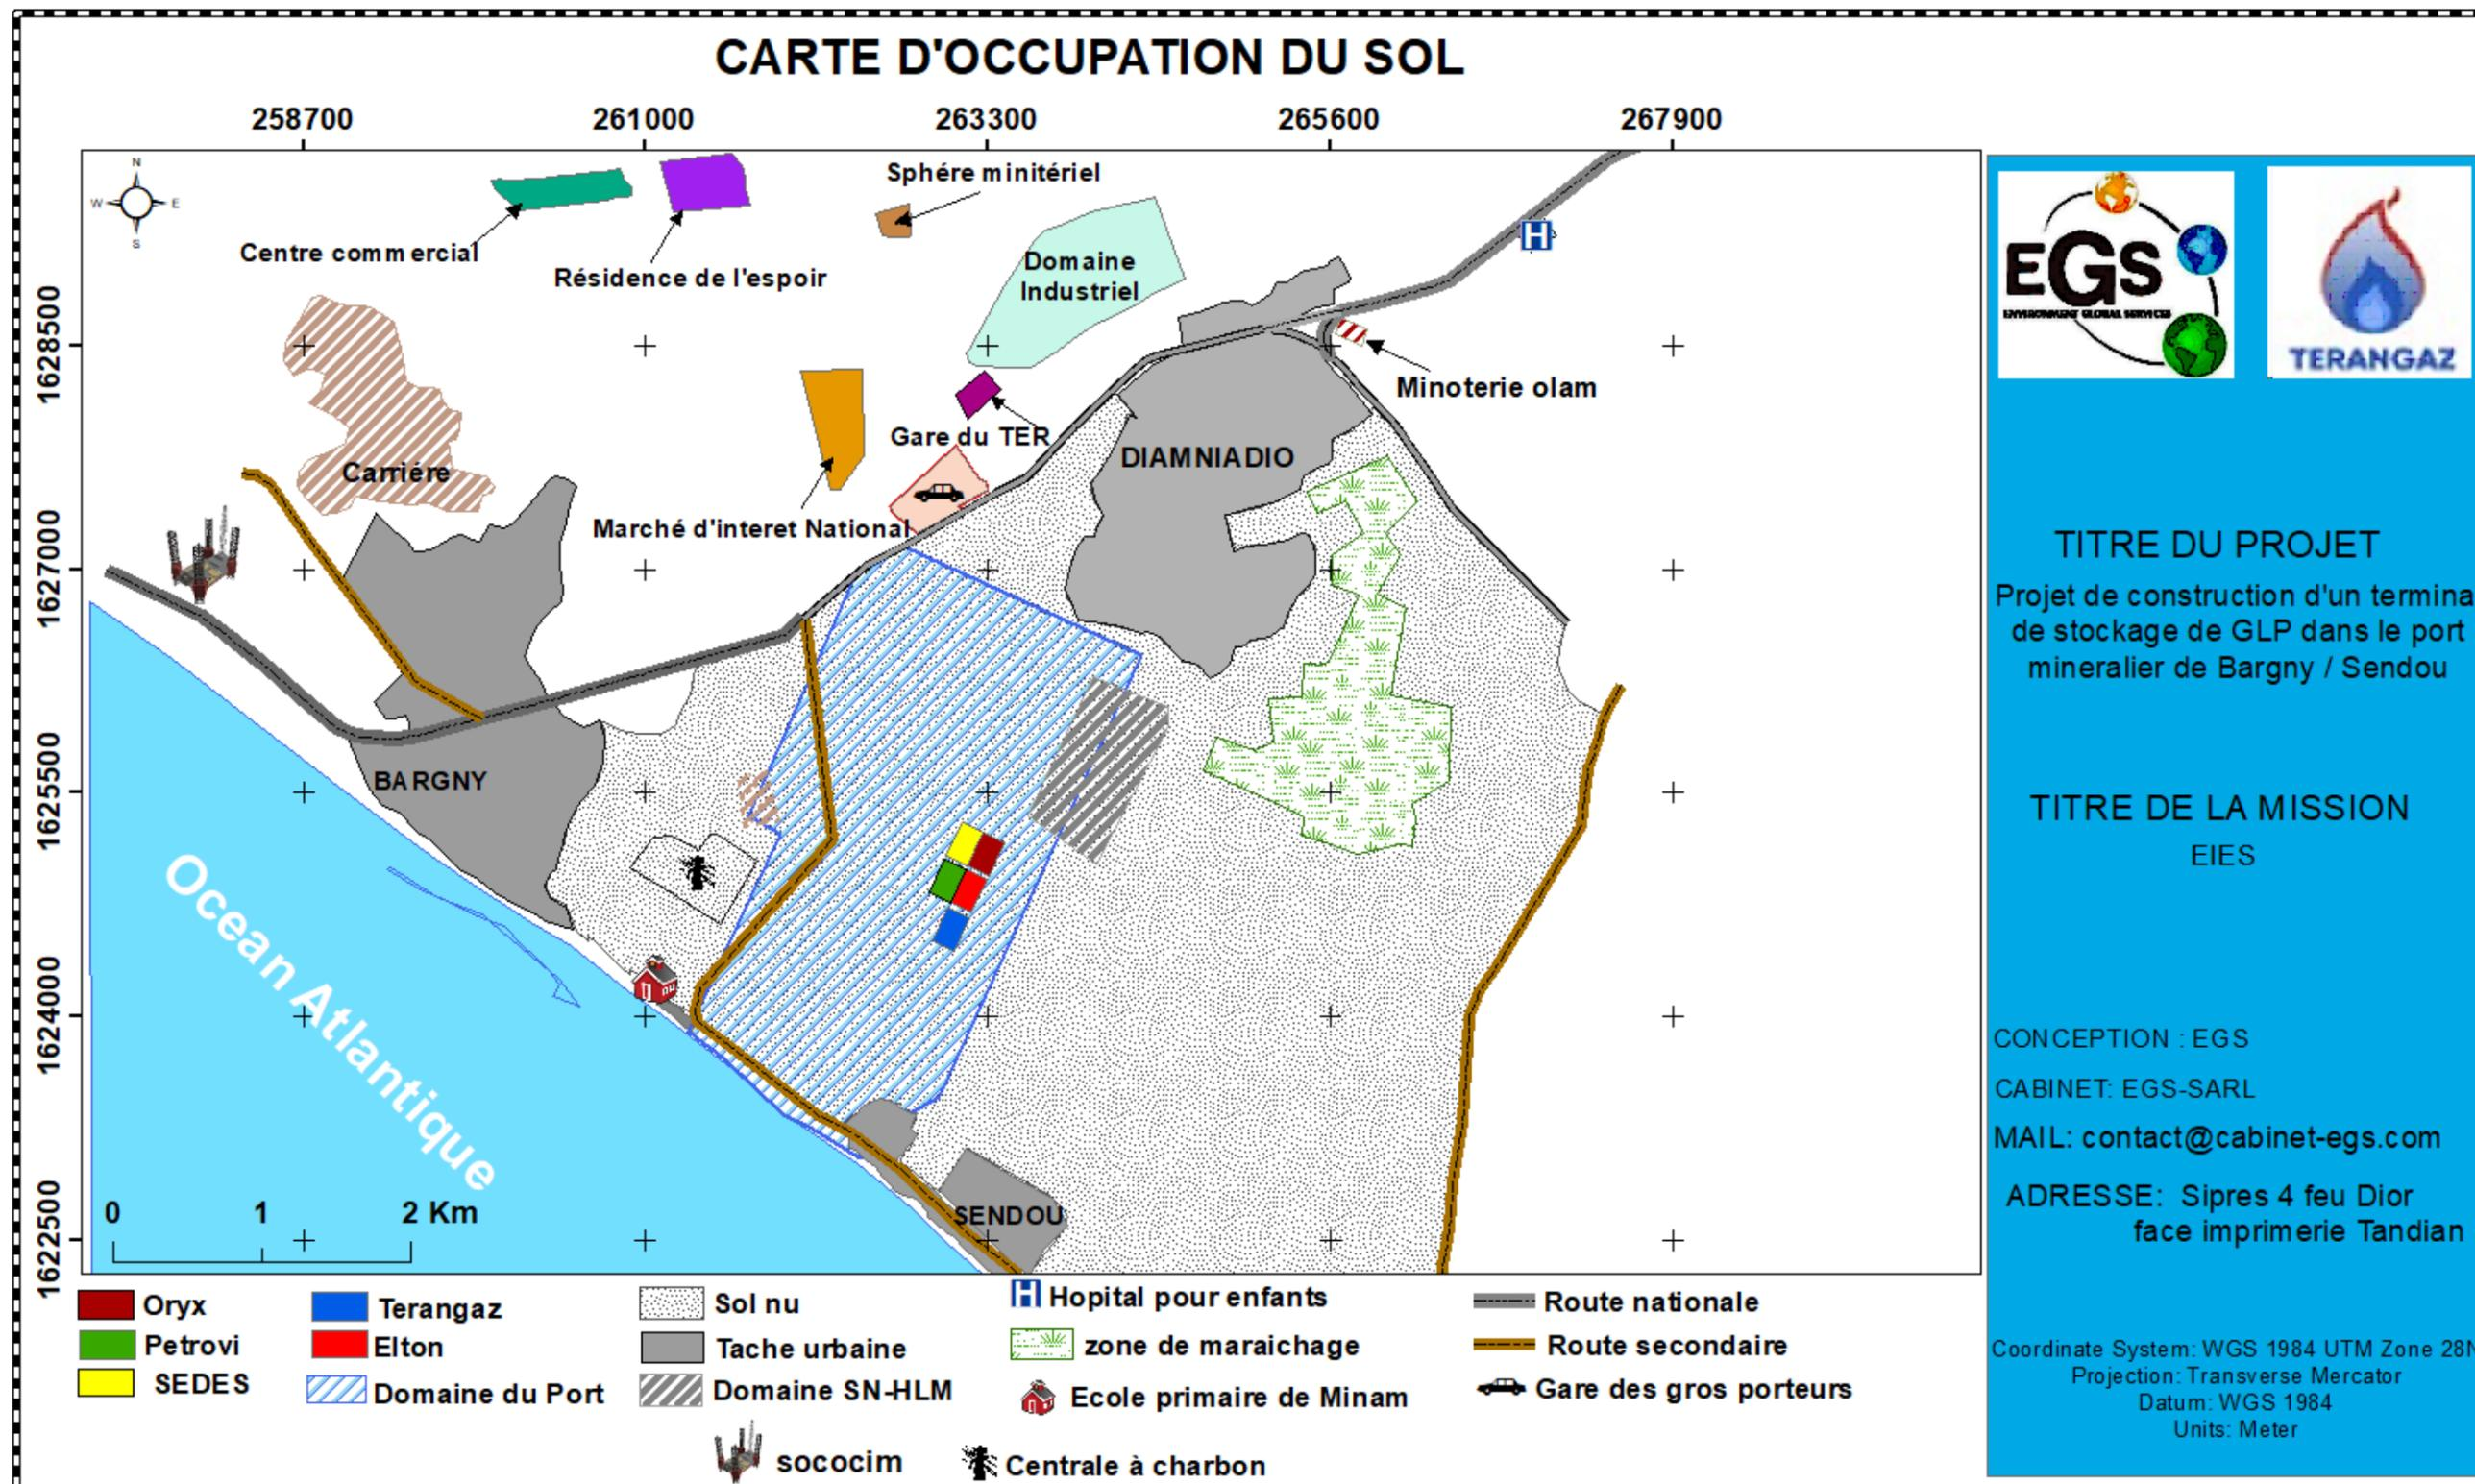 CARTE D'OCCUPATION DU SOL
258700
261000
263300
265600
267900
1628500
1627000
1625500
1624000
1622500
N
W
E
S
Centre commercial
Résidence de l'espoir
Sphére minitériel
Domaine
Industriel
Minoterie olam
Carriére
Gare du TER
DIAMNIADIO
Marché d'interet National
BARGNY
SENDOU
Ocean Atlantique
0 1 2 Km
Oryx
Petrovi
SEDES
Terangaz
Elton
Domaine du Port
Sol nu
Tache urbaine
Domaine SN-HLM
sococim
H Hopital pour enfants
zone de maraichage
Ecole primaire de Minam
Centrale à charbon
Route nationale
Route secondaire
Gare des gros porteurs
EGS
ENVIRONMENT GLOBAL SERVICES
TERANGAZ
TITRE DU PROJET
Projet de construction d'un termina
de stockage de GLP dans le port
mineralier de Bargny / Sendou
TITRE DE LA MISSION
EIES
CONCEPTION : EGS
CABINET: EGS-SARL
MAIL: contact@cabinet-egs.com
ADRESSE: Sipres 4 feu Dior
face imprimerie Tandian
Coordinate System: WGS 1984 UTM Zone 28N
Projection: Transverse Mercator
Datum: WGS 1984
Units: Meter